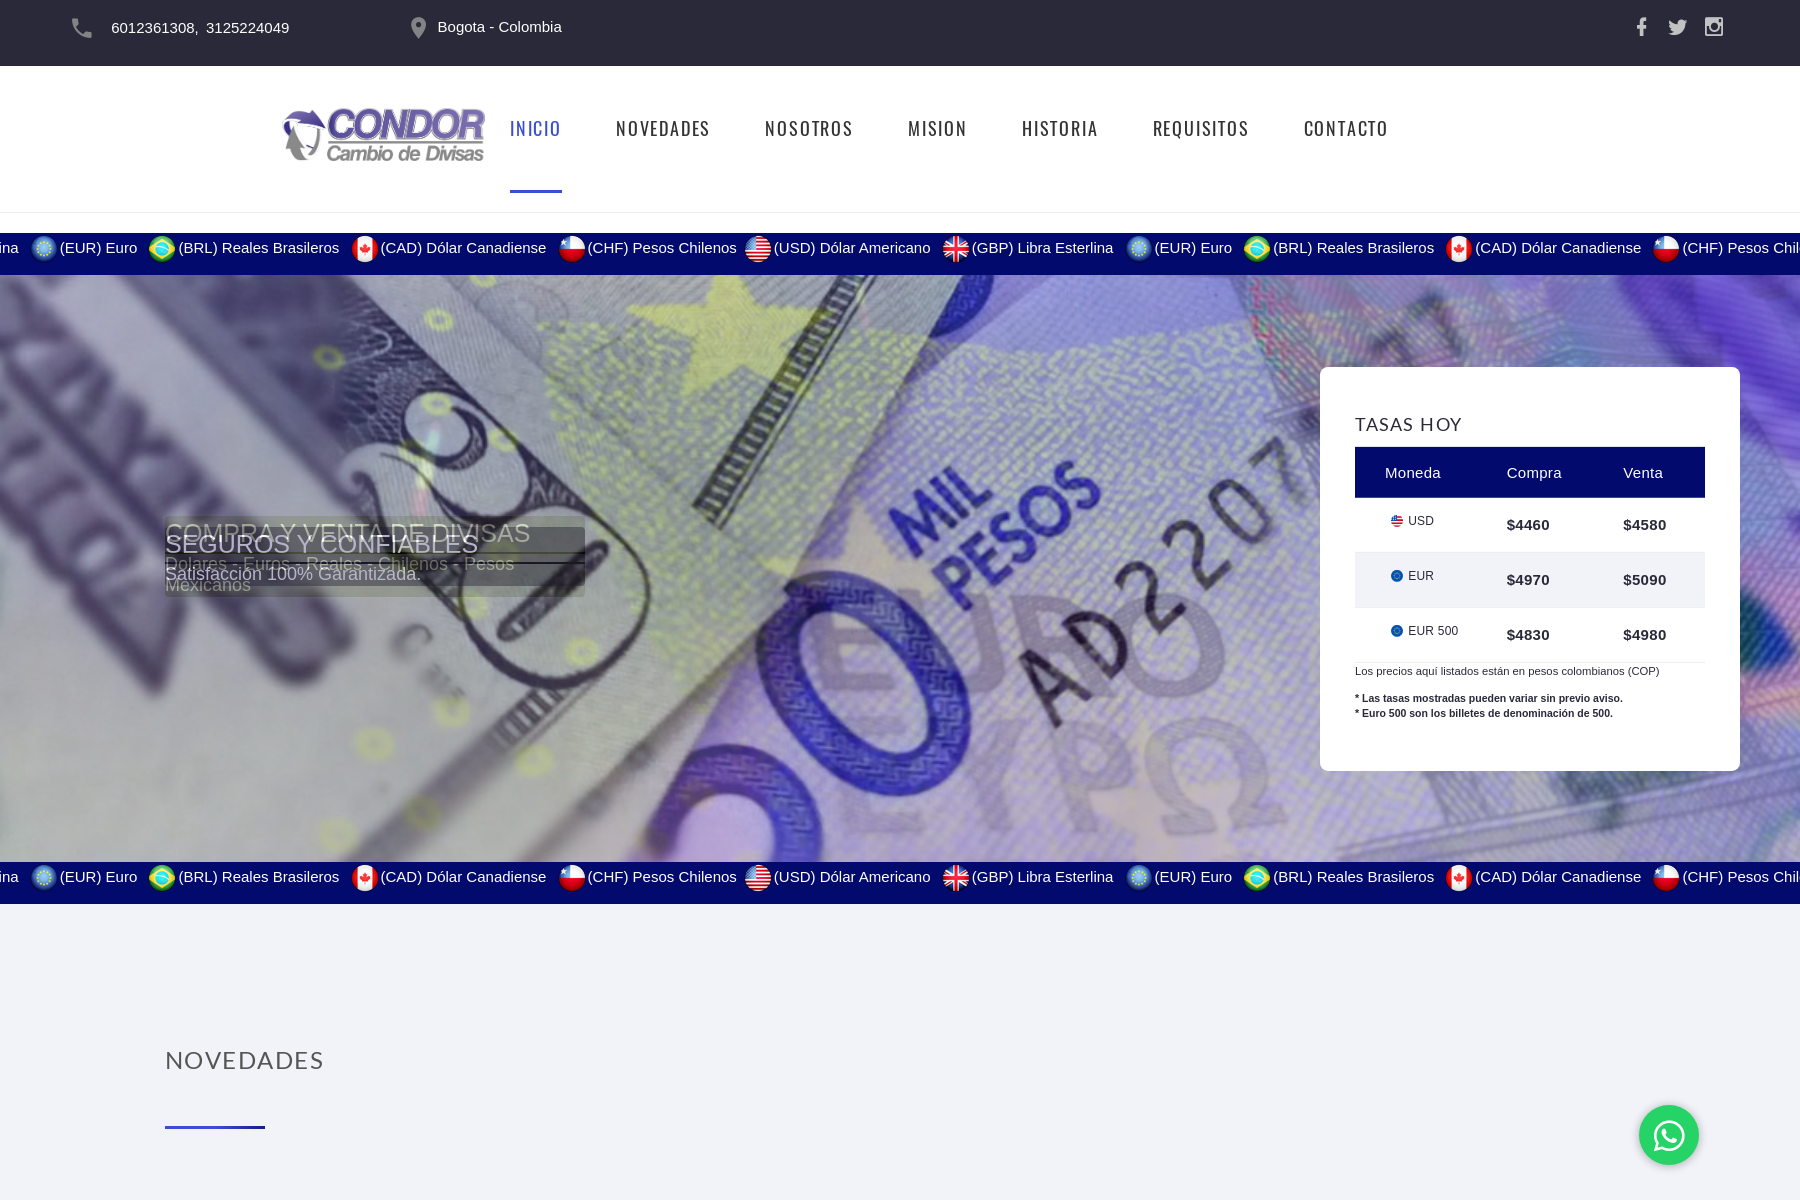 6012361308, 3125224049
Bogota - Colombia
CONDOR
Cambio de Divisas
INICIO NOVEDADES NOSOTROS MISION HISTORIA REQUISITOS CONTACTO
(EUR) Euro (BRL) Reales Brasileros (CAD) Dólar Canadiense (CHF) Pesos Chilenos (USD) Dólar Americano (GBP) Libra Esterlina (EUR) Euro (BRL) Reales Brasileros (CAD) Dólar Canadiense (CHF) Pesos
MIL
PESOS
AD 2207
EURO
ΕΥΡΩ
COMPRA Y VENTA DE DIVISAS
SEGUROS Y CONFIABLES
Dolares - Euros - Reales - Chilenos - Pesos
Mexicanos
Satisfacción 100% Garantizada.
TASAS HOY
Moneda Compra Venta
USD $4460 $4580
EUR $4970 $5090
EUR 500 $4830 $4980
Los precios aquí listados están en pesos colombianos (COP)
* Las tasas mostradas pueden variar sin previo aviso.
* Euro 500 son los billetes de denominación de 500.
(EUR) Euro (BRL) Reales Brasileros (CAD) Dólar Canadiense (CHF) Pesos Chilenos (USD) Dólar Americano (GBP) Libra Esterlina (EUR) Euro (BRL) Reales Brasileros (CAD) Dólar Canadiense (CHF) Pesos
NOVEDADES